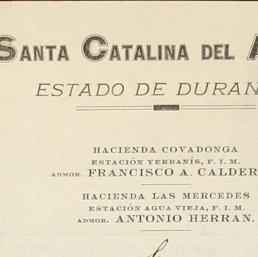 SANTA CATALINA DEL A
ESTADO DE DURAN
HACIENDA COVADONGA
ESTACIÓN YERBANÍS, F. I. M.
ADMOR. FRANCISCO A. CALDER
HACIENDA LAS MERCEDES
ESTACIÓN AGUA VIEJA, F. I. M.
ADMOR. ANTONIO HERRAN.